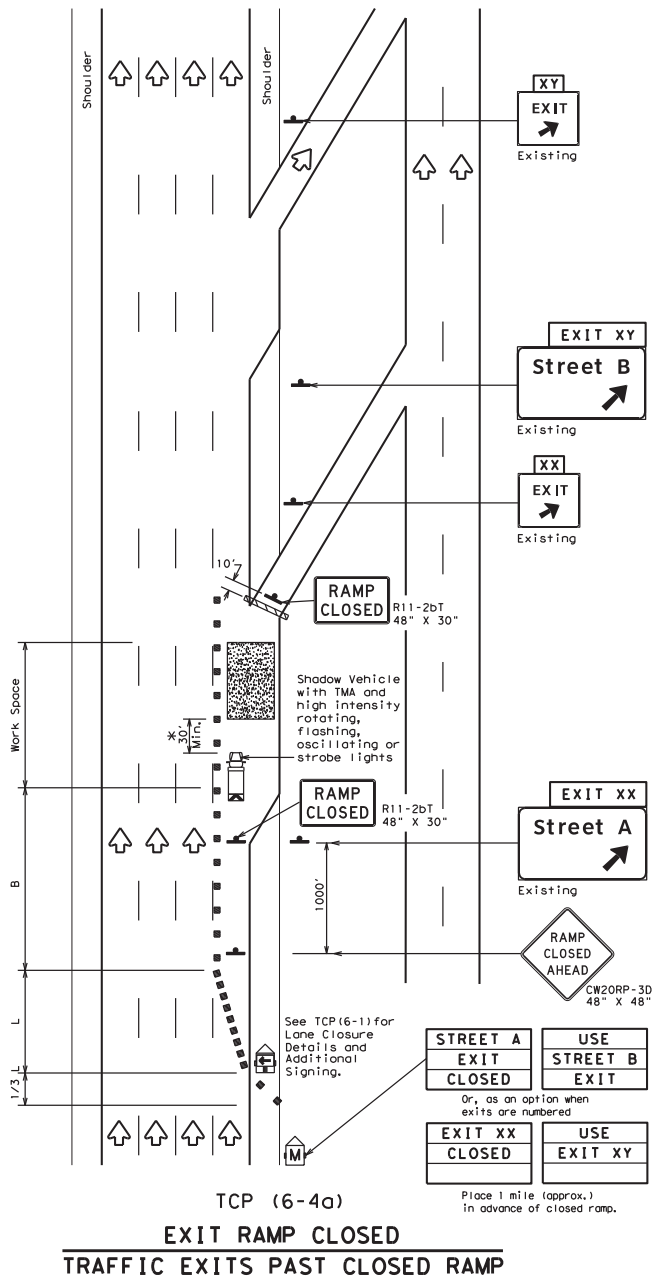 Shoulder
Shoulder
XY
EXIT
Existing
EXIT XY
Street B
Existing
XX
EXIT
Existing
10'
RAMP
CLOSED
R11-2bT
48" X 30"
Work Space
*
30'
Min.
Shadow Vehicle
with TMA and
high intensity
rotating,
flashing,
oscillating or
strobe lights
RAMP
CLOSED
R11-2bT
48" X 30"
EXIT XX
Street A
Existing
B
1000'
RAMP
CLOSED
AHEAD
CW20RP-3D
48" X 48"
L
See TCP(6-1)for
Lane Closure
Details and
Additional
Signing.
1/3 L
STREET A
EXIT
CLOSED
USE
STREET B
EXIT
Or, as an option when
exits are numbered
EXIT XX
CLOSED
USE
EXIT XY
M
Place 1 mile (approx.)
in advance of closed ramp.
TCP (6-4a)
EXIT RAMP CLOSED
TRAFFIC EXITS PAST CLOSED RAMP